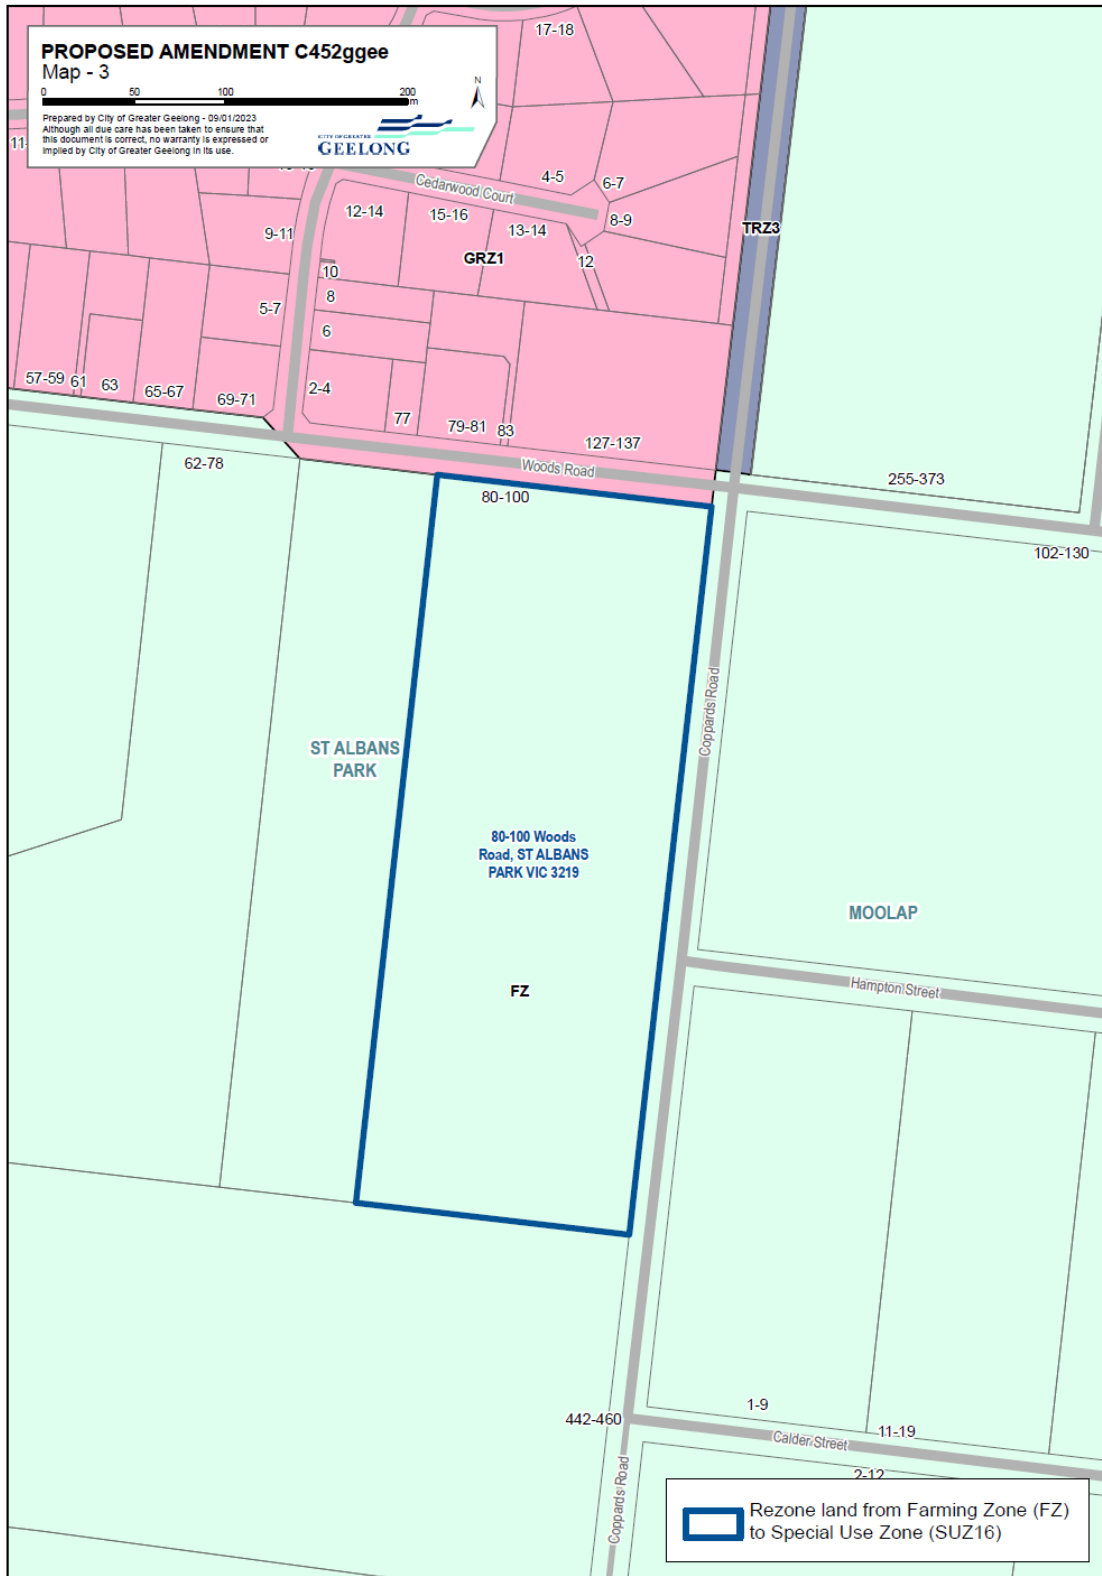 PROPOSED AMENDMENT C452ggee
Map - 3
0 50 100 200
m
N
Prepared by City of Greater Geelong - 09/01/2023
Although all due care has been taken to ensure that
this document is correct, no warranty is expressed or
implied by City of Greater Geelong in its use.
CITY OF GREATER
GEELONG
17-18
11-
4-5
6-7
Cedarwood Court
12-14
15-16
13-14
8-9
TRZ3
9-11
GRZ1
12
10
8
5-7
6
57-59
61
63
65-67
69-71
2-4
77
79-81
83
127-137
62-78
Woods Road
255-373
80-100
102-130
Coppards Road
ST ALBANS
PARK
80-100 Woods
Road, ST ALBANS
PARK VIC 3219
MOOLAP
FZ
Hampton Street
442-460
1-9
11-19
Calder Street
2-12
Coppards Road
Rezone land from Farming Zone (FZ)
to Special Use Zone (SUZ16)